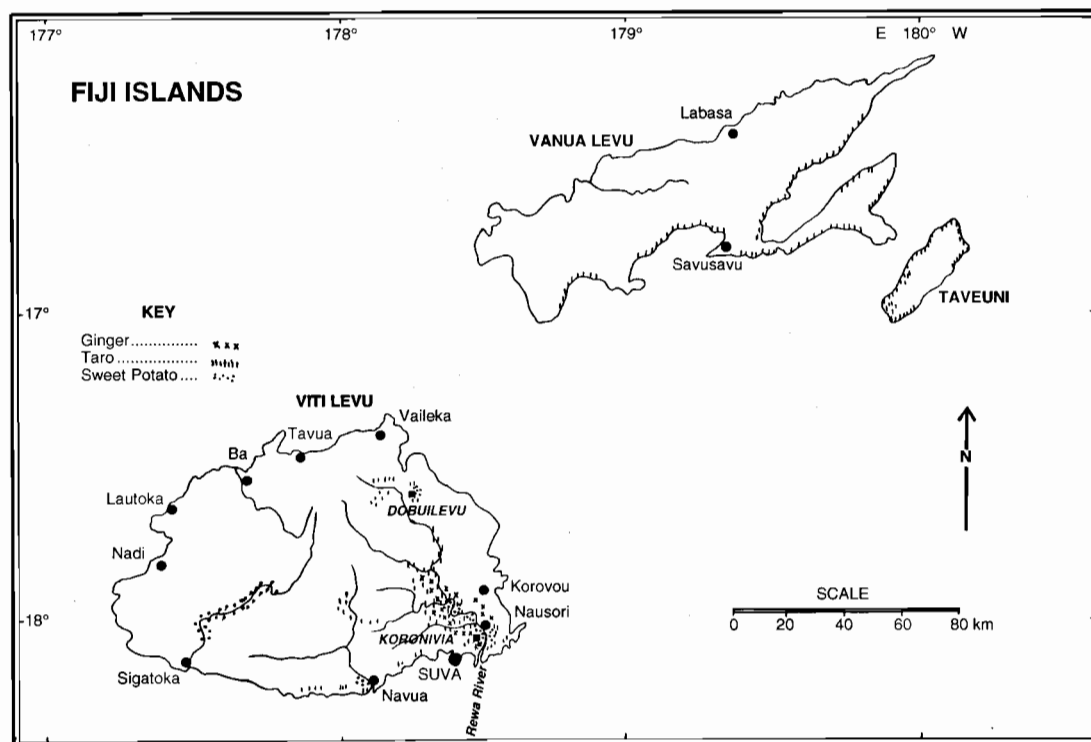 177°
178°
179°
E 180° W
FIJI ISLANDS
Labasa
VANUA LEVU
Savusavu
TAVEUNI
17°
KEY
Ginger
Taro
Sweet Potato
VITI LEVU
Vaileka
Tavua
Ba
Lautoka
DOBUILEVU
N
Nadi
Korovou
SCALE
Nausori
0 20 40 60 80 km
18°
KORONIVIA
SUVA
Sigatoka
Navua
Rewa River